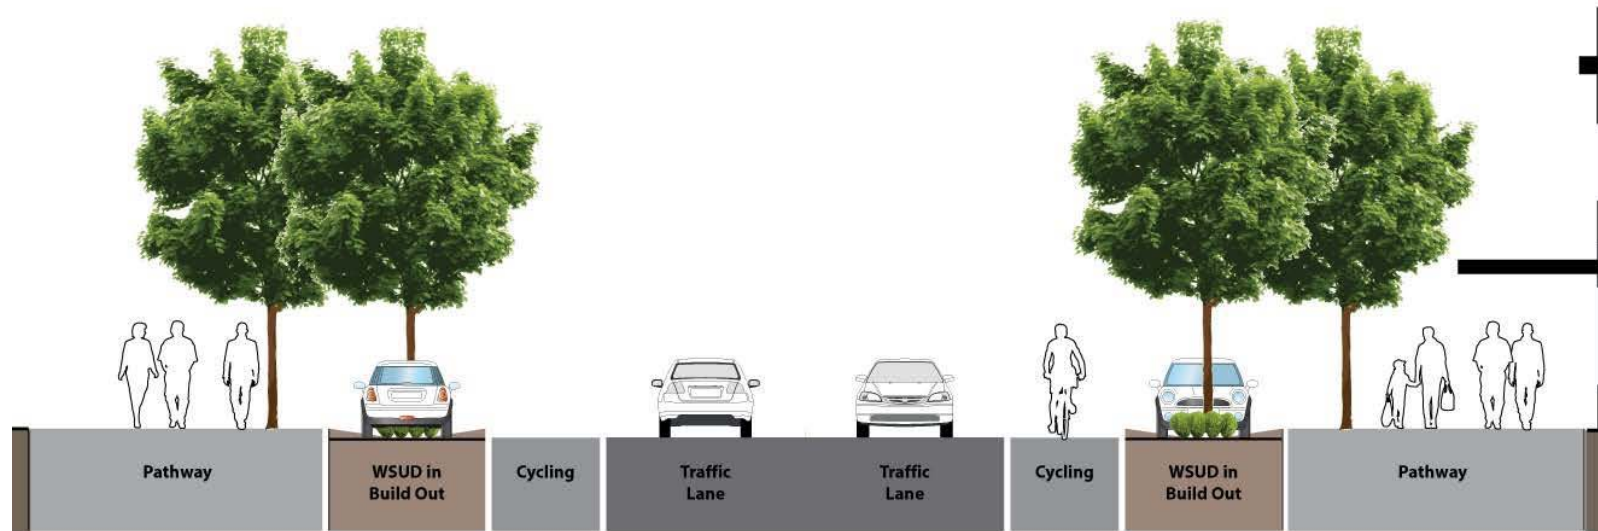 Pathway
WSUD in
Build Out
Cycling
Traffic
Lane
Traffic
Lane
Cycling
WSUD in
Build Out
Pathway